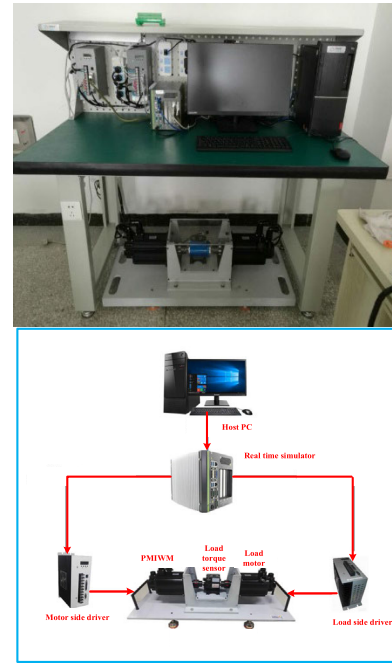 Host PC
Real time simulator
PMIWM
Load
torque
sensor
Load
motor
Motor side driver
Load side driver